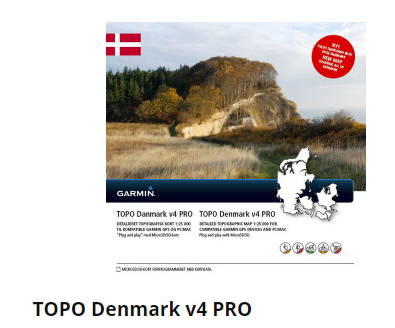 NYT
NEW MAP
GARMIN
TOPO Danmark v4 PRO
DETALJERET TOPOGRAFISK KORT 1:25 000
TIL KOMPATIBLE GARMIN GPS OG PC/MAC
"Plug and play" med MicroSD/SD-kort.
TOPO Denmark v4 PRO
DETAILED TOPOGRAPHIC MAP 1:25 000 FOR
COMPATIBLE GARMIN GPS DEVICES AND PC/MAC
Plug and play with MicroSD/SD.
MICROSD/SD-KORT FORPROGRAMMERET MED KORTDATA.
TOPO Denmark v4 PRO